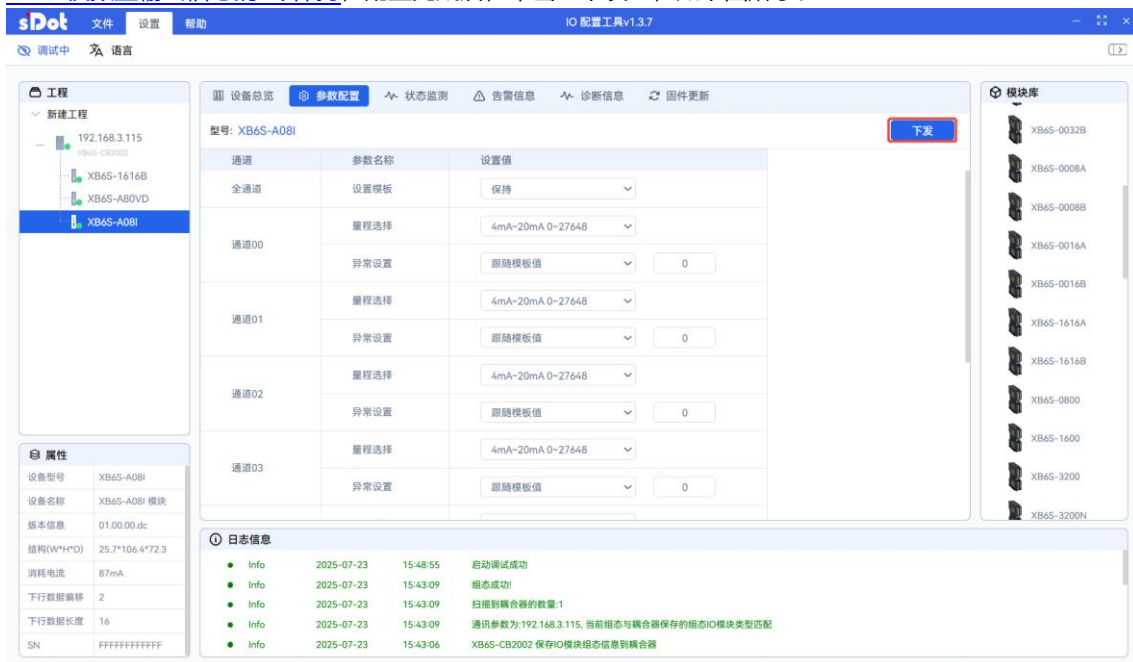 sDot 文件 设置 帮助 IO 配置工具v1.3.7
调试中 语言
工程
新建工程
192.168.3.115
XB6S-CB2002
XB6S-1616B
XB6S-A80VD
XB6S-A08I
设备总览 参数配置 状态监测 告警信息 诊断信息 固件更新
型号: XB6S-A08I 下发
通道 参数名称 设置值
全通道 设置模板 保持
通道00 量程选择 4mA~20mA 0~27648
异常设置 跟随模板值 0
通道01 量程选择 4mA~20mA 0~27648
异常设置 跟随模板值 0
通道02 量程选择 4mA~20mA 0~27648
异常设置 跟随模板值 0
通道03 量程选择 4mA~20mA 0~27648
异常设置 跟随模板值 0
模块库
XB6S-0032B
XB6S-0008A
XB6S-0008B
XB6S-0016A
XB6S-0016B
XB6S-1616A
XB6S-1616B
XB6S-0800
XB6S-1600
XB6S-3200
XB6S-3200N
属性
设备型号 XB6S-A08I
设备名称 XB6S-A08I 模块
版本信息 01.00.00.dc
结构(W*H*D) 25.7*106.4*72.3
消耗电流 87mA
下行数据偏移 2
下行数据长度 16
SN FFFFFFFFFFFF
日志信息
Info 2025-07-23 15:48:55 启动调试成功
Info 2025-07-23 15:43:09 组态成功!
Info 2025-07-23 15:43:09 扫描到耦合器的数量:1
Info 2025-07-23 15:43:09 通讯参数为:192.168.3.115, 当前组态与耦合器保存的组态IO模块类型匹配
Info 2025-07-23 15:43:06 XB6S-CB2002 保存IO模块组态信息到耦合器